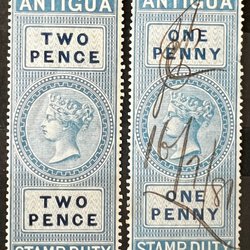 ANTIGUA
TWO
PENCE
TWO
PENCE
STAMP DUTY
ANTIGUA
ONE
PENNY
ONE
PENNY
STAMP DUTY